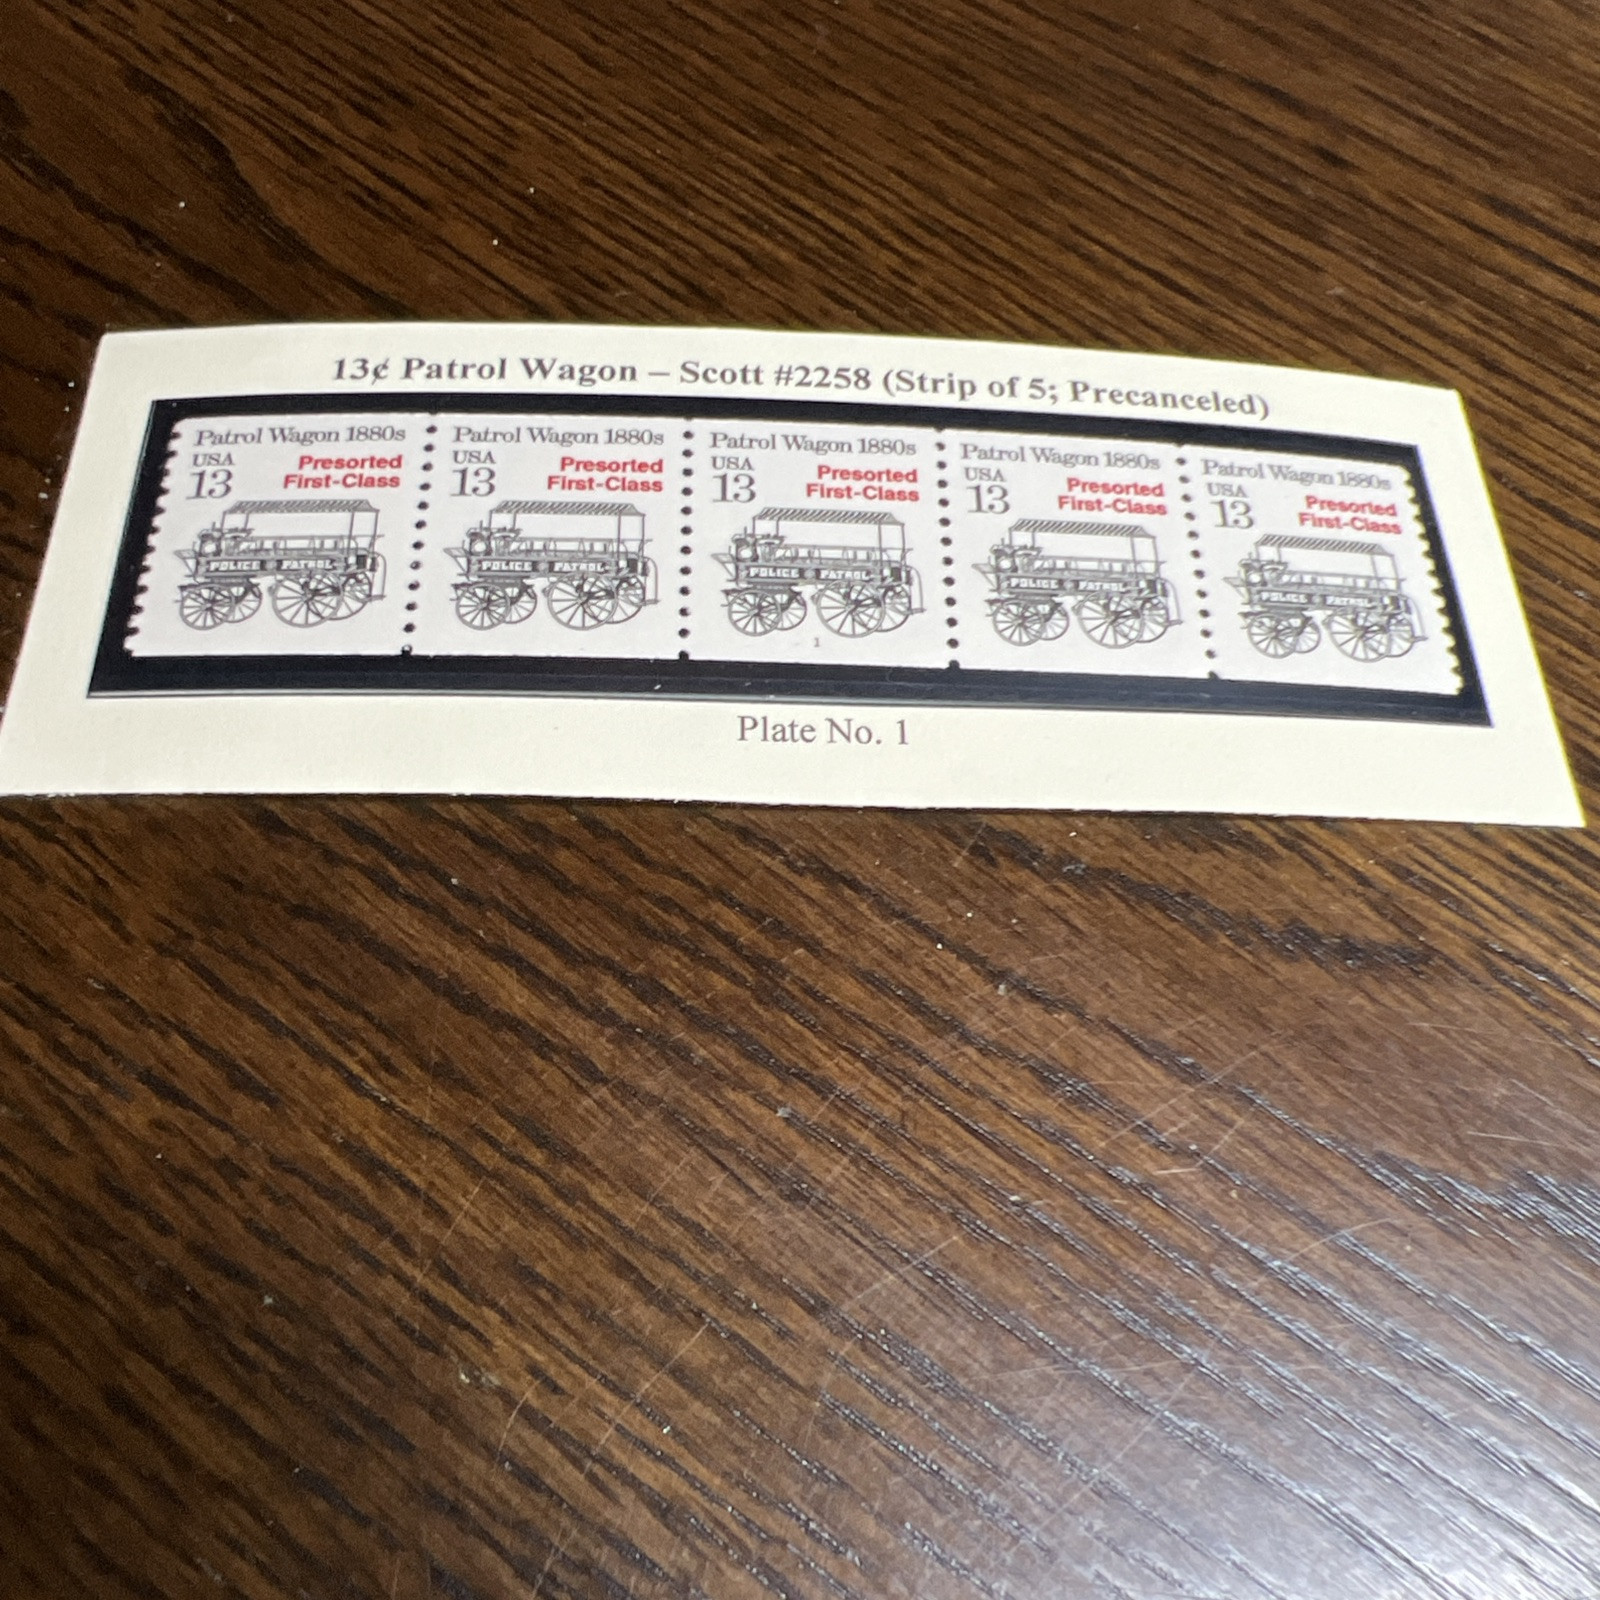 13¢ Patrol Wagon – Scott #2258 (Strip of 5; Precanceled)
Patrol Wagon 1880s
USA
13
Presorted
First-Class
POLICE PATROL
Patrol Wagon 1880s
USA
13
Presorted
First-Class
POLICE PATROL
Patrol Wagon 1880s
USA
13
Presorted
First-Class
POLICE PATROL
1
Patrol Wagon 1880s
USA
13
Presorted
First-Class
POLICE PATROL
Patrol Wagon 1880s
USA
13
Presorted
First-Class
POLICE PATROL
Plate No. 1